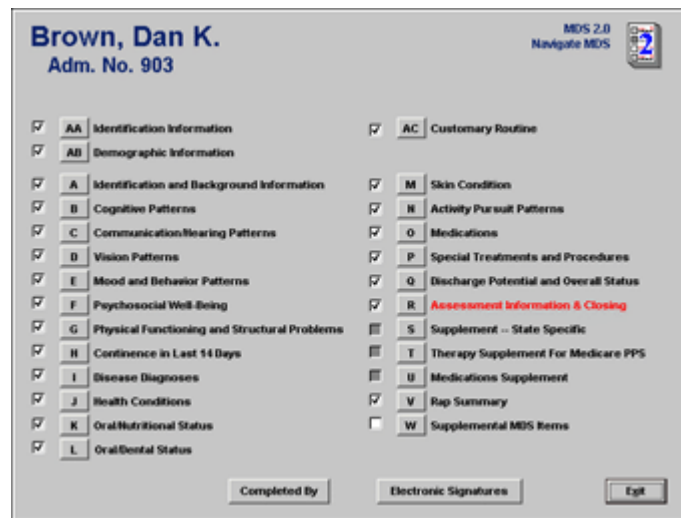 Brown, Dan K.
Adm. No. 903
MDS 2.0
Navigate MDS
2
AA Identification Information
AB Demographic Information
A Identification and Background Information
B Cognitive Patterns
C Communication/Hearing Patterns
D Vision Patterns
E Mood and Behavior Patterns
F Psychosocial Well-Being
G Physical Functioning and Structural Problems
H Continence in Last 14 Days
I Disease Diagnoses
J Health Conditions
K Oral/Nutritional Status
L Oral/Dental Status
AC Customary Routine
M Skin Condition
N Activity Pursuit Patterns
O Medications
P Special Treatments and Procedures
Q Discharge Potential and Overall Status
R Assessment Information & Closing
S Supplement -- State Specific
T Therapy Supplement For Medicare PPS
U Medications Supplement
V Rap Summary
W Supplemental MDS Items
Completed By
Electronic Signatures
Exit